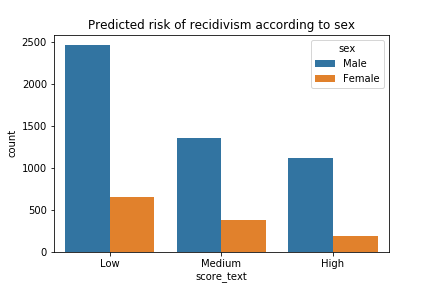 Predicted risk of recidivism according to sex
sex
Male
Female
2500
2000
1500
1000
500
0
count
Low Medium High
score_text